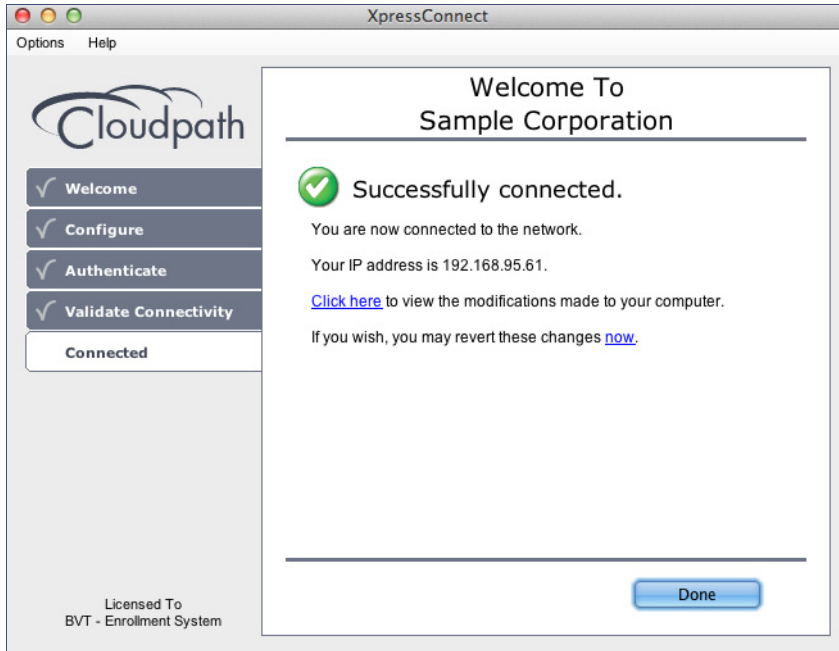 XpressConnect
Options Help
Cloudpath
Welcome
Configure
Authenticate
Validate Connectivity
Connected
Licensed To
BVT - Enrollment System
Welcome To
Sample Corporation
Successfully connected.
You are now connected to the network.
Your IP address is 192.168.95.61.
Click here to view the modifications made to your computer.
If you wish, you may revert these changes now.
Done